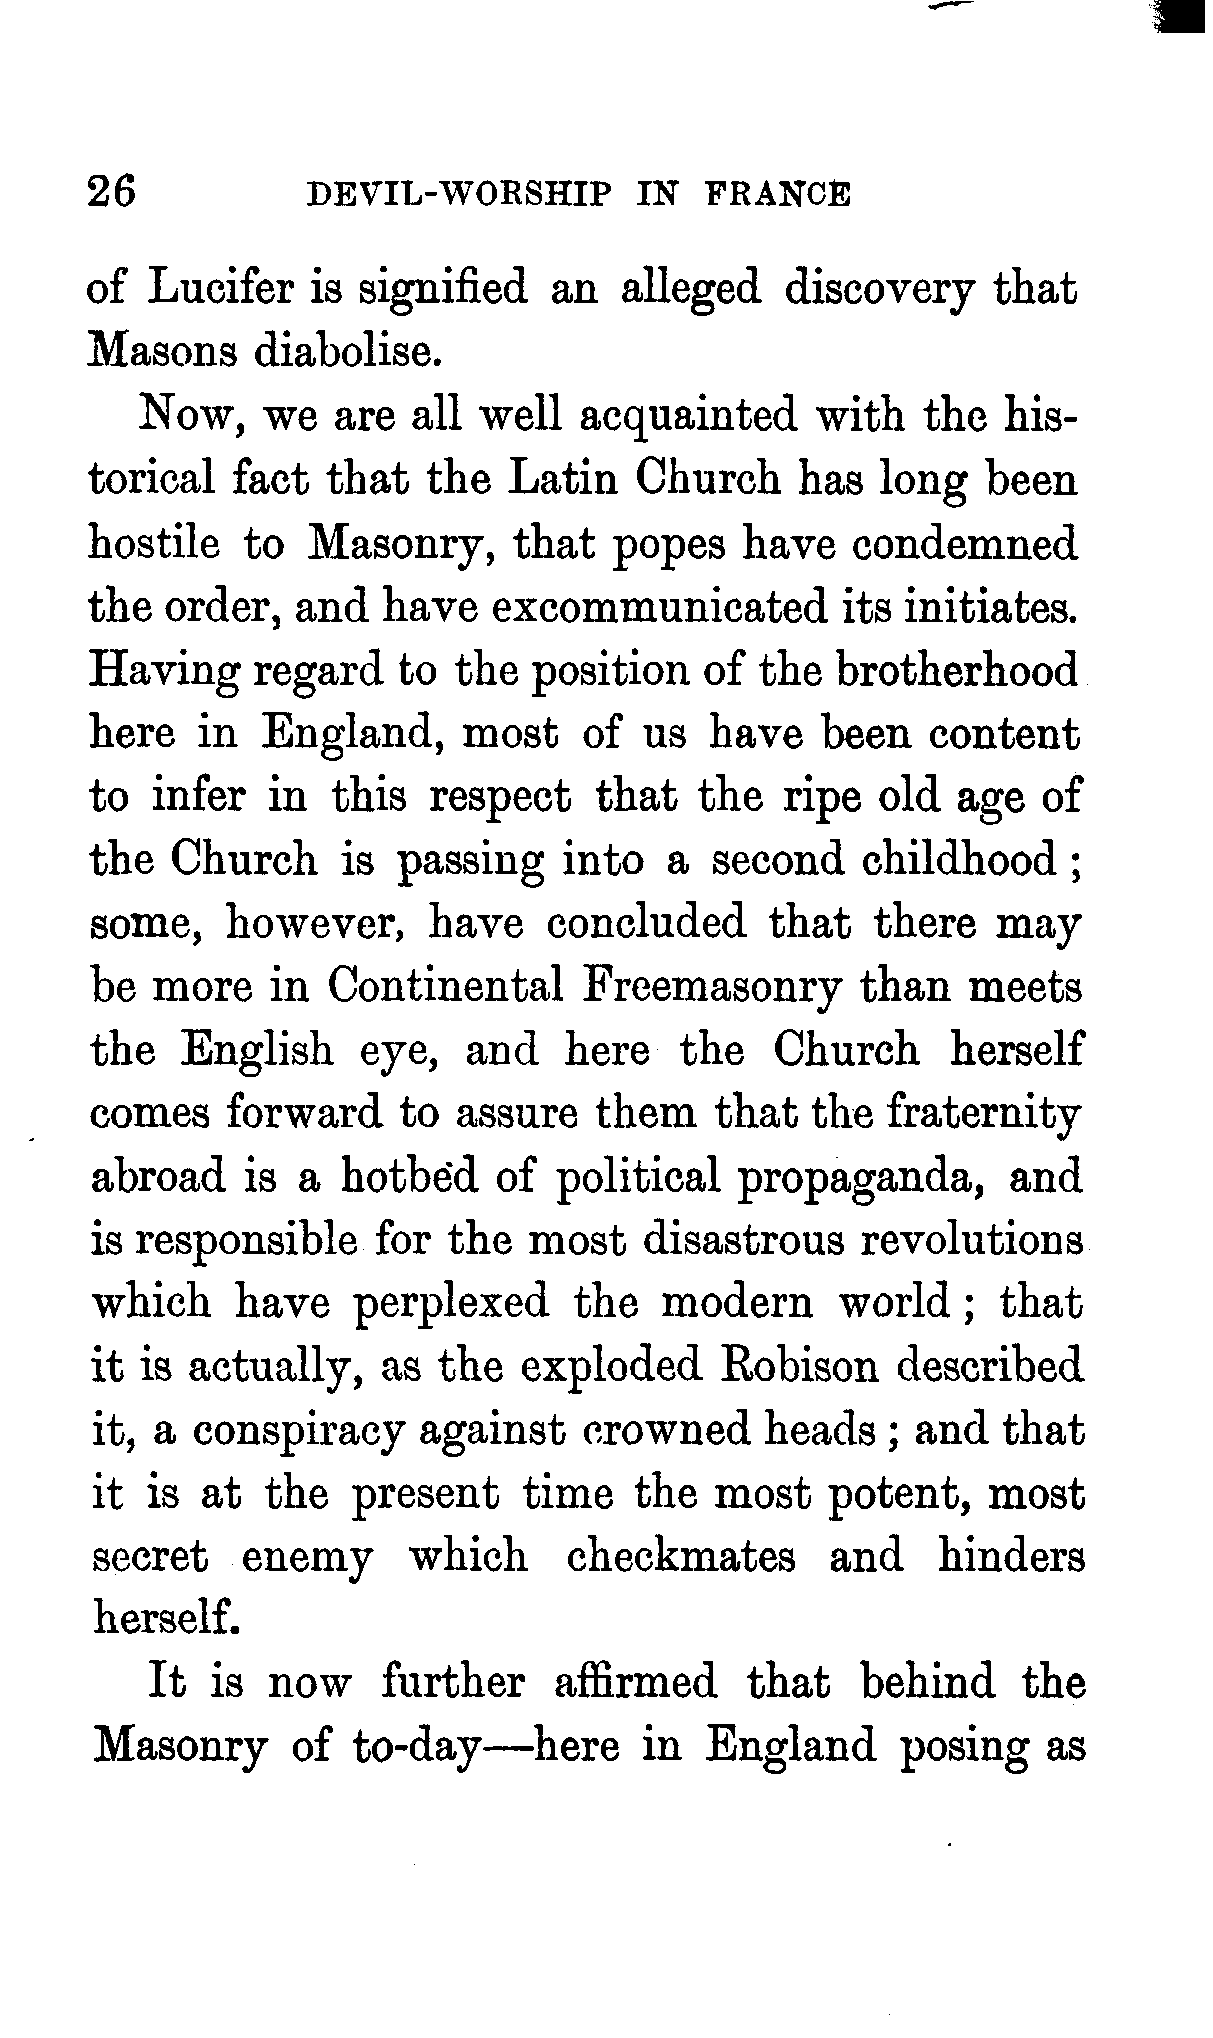 26 DEVIL-WORSHIP IN FRANCE
of Lucifer is signified an alleged discovery that
Masons diabolise.
Now, we are all well acquainted with the his-
torical fact that the Latin Church has long been
hostile to Masonry, that popes have condemned
the order, and have excommunicated its initiates.
Having regard to the position of the brotherhood
here in England, most of us have been content
to infer in this respect that the ripe old age of
the Church is passing into a second childhood ;
some, however, have concluded that there may
be more in Continental Freemasonry than meets
the English eye, and here the Church herself
comes forward to assure them that the fraternity
abroad is a hotbed of political propaganda, and
is responsible for the most disastrous revolutions
which have perplexed the modern world ; that
it is actually, as the exploded Robison described
it, a conspiracy against crowned heads ; and that
it is at the present time the most potent, most
secret enemy which checkmates and hinders
herself.
It is now further affirmed that behind the
Masonry of to-day—here in England posing as